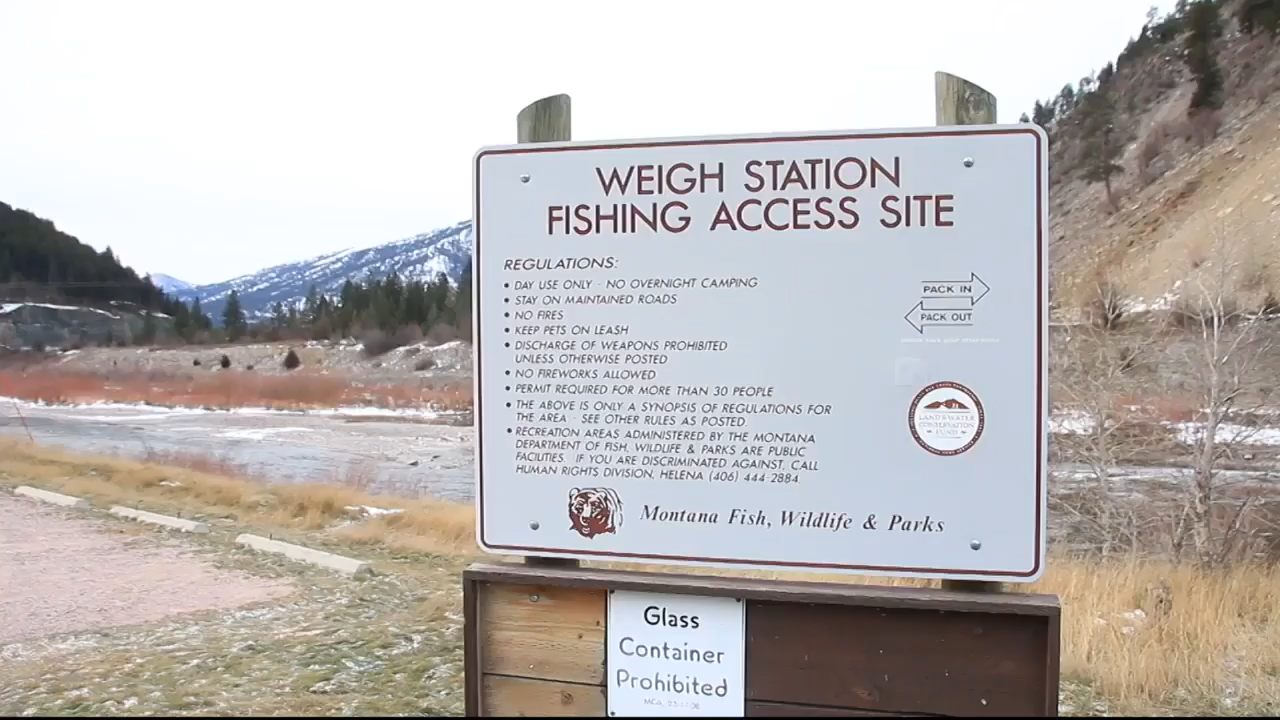 WEIGH STATION
FISHING ACCESS SITE
REGULATIONS:
• DAY USE ONLY - NO OVERNIGHT CAMPING
• STAY ON MAINTAINED ROADS
• NO FIRES
• KEEP PETS ON LEASH
• DISCHARGE OF WEAPONS PROHIBITED
UNLESS OTHERWISE POSTED
• NO FIREWORKS ALLOWED
• PERMIT REQUIRED FOR MORE THAN 30 PEOPLE
• THE ABOVE IS ONLY A SYNOPSIS OF REGULATIONS FOR
THE AREA - SEE OTHER RULES AS POSTED
• RECREATION AREAS ADMINISTERED BY THE MONTANA
DEPARTMENT OF FISH, WILDLIFE & PARKS ARE PUBLIC
FACILITIES. IF YOU ARE DISCRIMINATED AGAINST, CALL
HUMAN RIGHTS DIVISION, HELENA (406) 444-2884.
PACK IN
PACK OUT
LAND & WATER
CONSERVATION
FUND
Montana Fish, Wildlife & Parks
Glass
Container
Prohibited